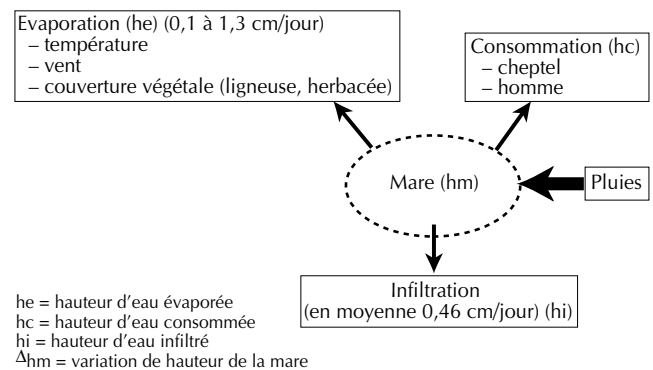 Evaporation (he) (0,1 à 1,3 cm/jour)
– température
– vent
– couverture végétale (ligneuse, herbacée)
Consommation (hc)
– cheptel
– homme
Mare (hm)
Pluies
Infiltration
(en moyenne 0,46 cm/jour) (hi)
he = hauteur d'eau évaporée
hc = hauteur d'eau consommée
hi = hauteur d'eau infiltré
Δhm = variation de hauteur de la mare